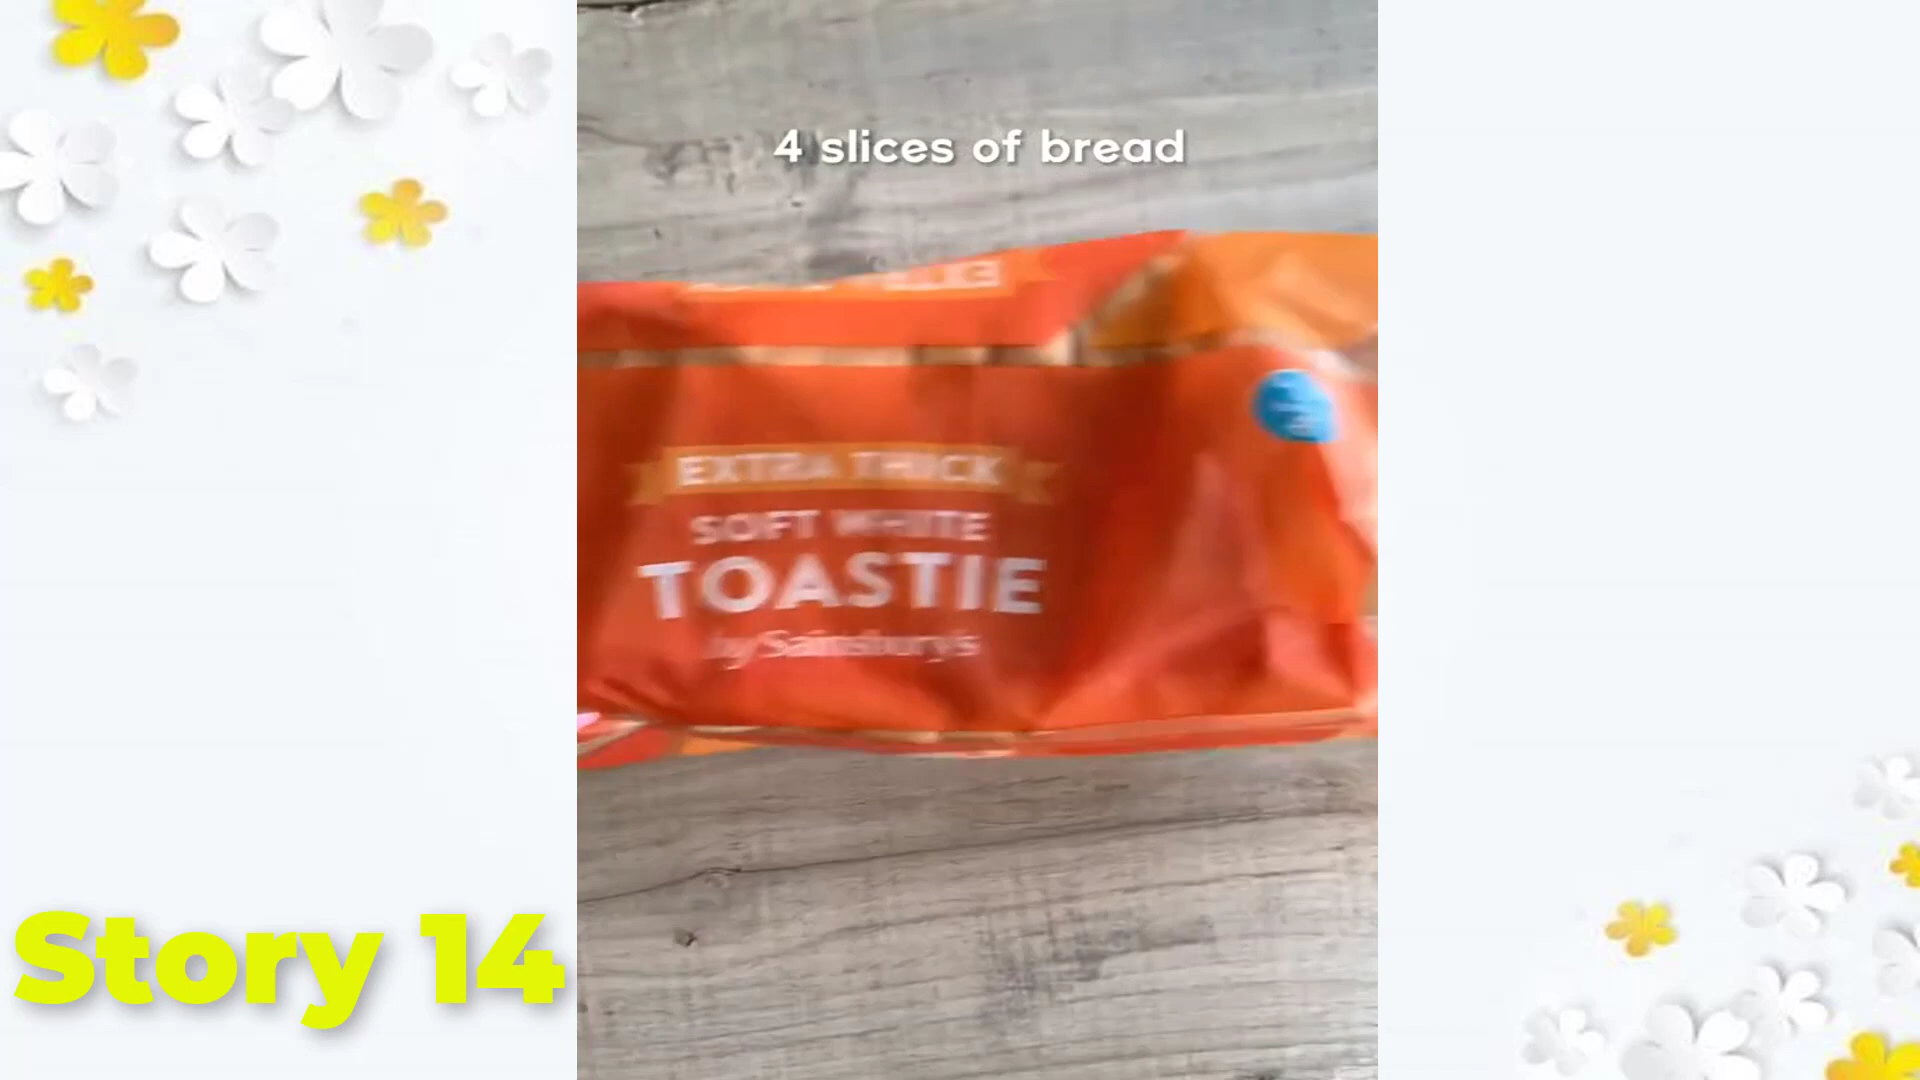 4 slices of bread
EXTRA THICK
SOFT WHITE
TOASTIE
by Sainsbury's
Story 14